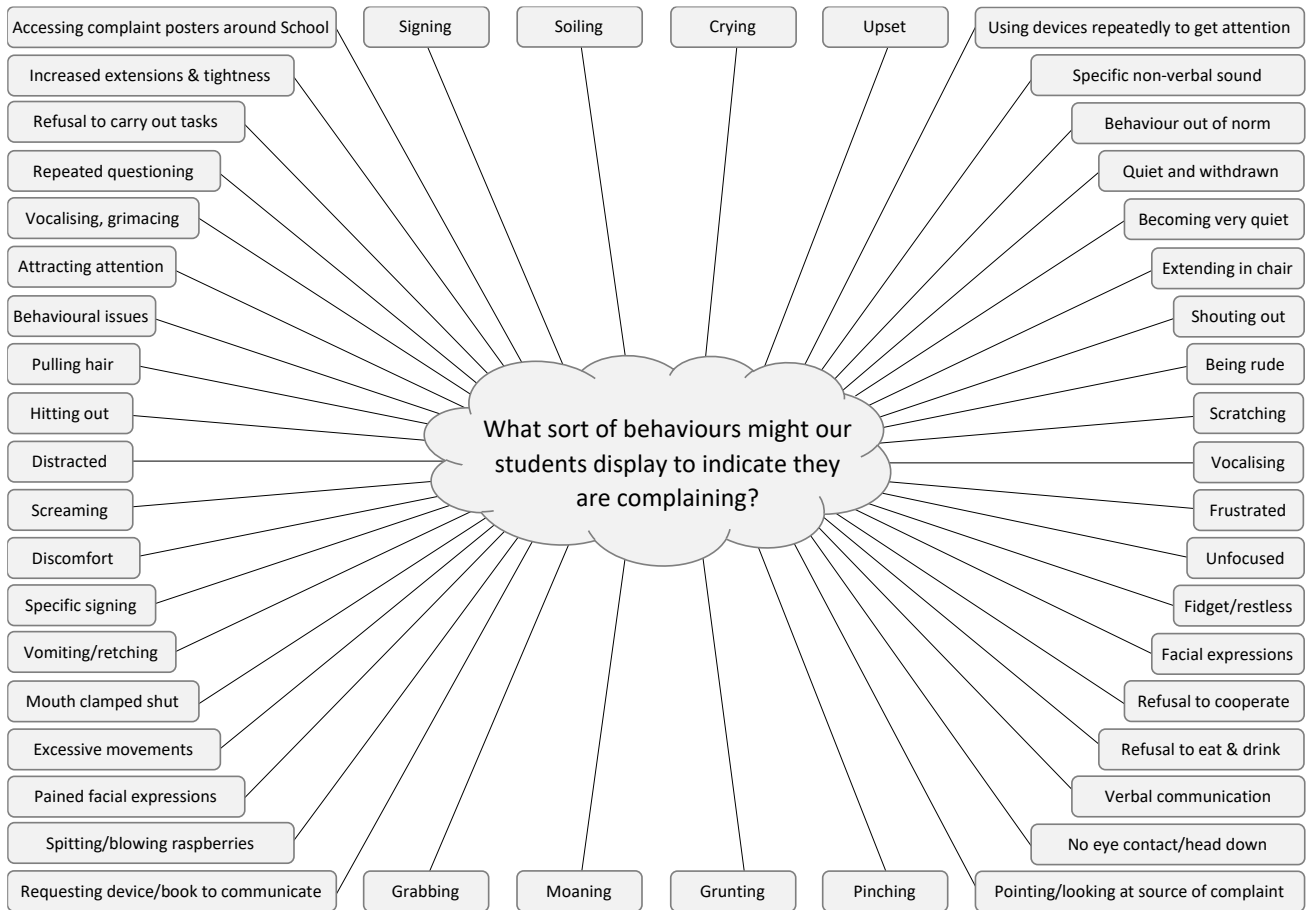 Accessing complaint posters around School
Signing
Soiling
Crying
Upset
Using devices repeatedly to get attention
Increased extensions & tightness
Specific non-verbal sound
Refusal to carry out tasks
Behaviour out of norm
Repeated questioning
Quiet and withdrawn
Vocalising, grimacing
Becoming very quiet
Attracting attention
Extending in chair
Behavioural issues
Shouting out
Pulling hair
Being rude
Hitting out
Scratching
What sort of behaviours might our
students display to indicate they
are complaining?
Distracted
Vocalising
Screaming
Frustrated
Discomfort
Unfocused
Specific signing
Fidget/restless
Vomiting/retching
Facial expressions
Mouth clamped shut
Refusal to cooperate
Excessive movements
Refusal to eat & drink
Pained facial expressions
Verbal communication
Spitting/blowing raspberries
No eye contact/head down
Requesting device/book to communicate
Grabbing
Moaning
Grunting
Pinching
Pointing/looking at source of complaint